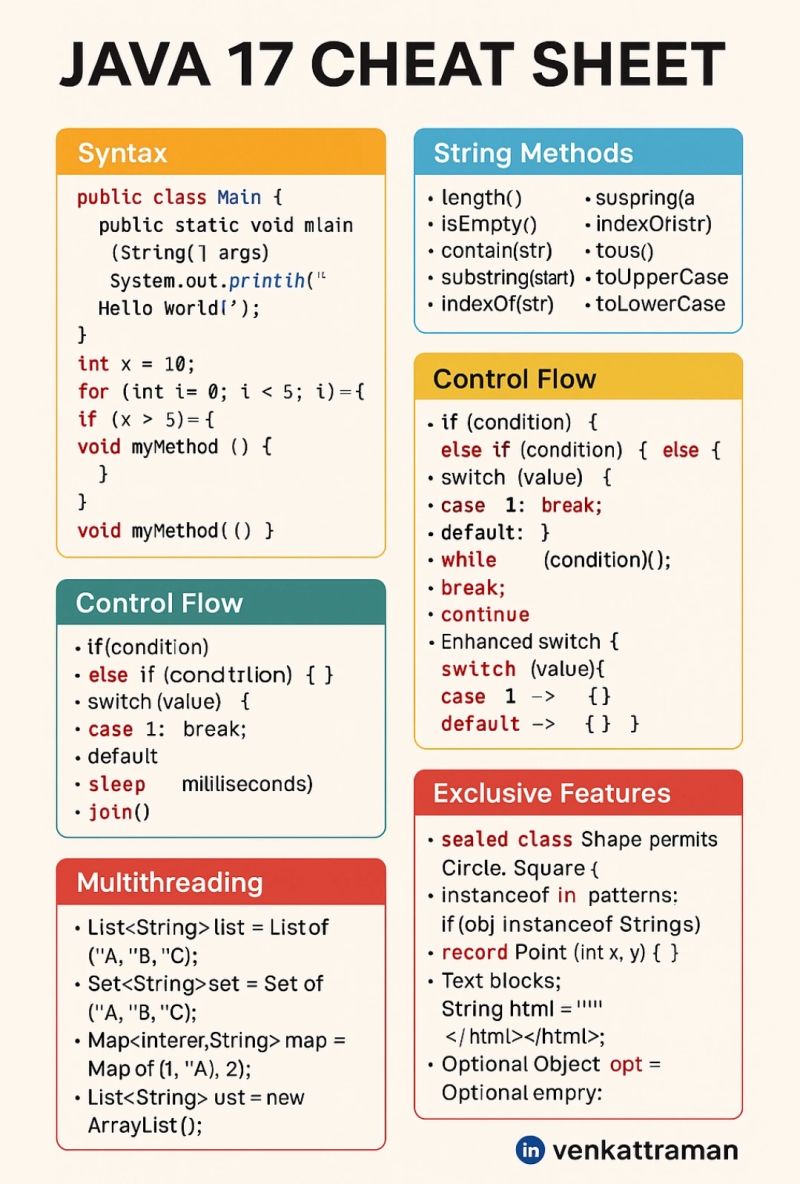 JAVA 17 CHEAT SHEET
Syntax
public class Main {
public static void mlain
(String(] args)
System.out.printih("
Hello World[');
}
int x = 10;
for (int i= 0; i < 5; i)={
if (x > 5)={
void myMethod () {
}
}
void myMethod(() }
Control Flow
• if(condition)
• else if (condtrlion) { }
• switch (value) {
• case 1: break;
• default
• sleep mililiseconds)
• join()
Multithreading
• List<String> list = List of
("A, "B, "C);
• Set<String> set = Set of
("A, "B, "C);
• Map<interer,String> map =
Map of (1, "A), 2);
• List<String> ust = new
ArrayList();
String Methods
• length()
• isEmpty()
• contain(str)
• substring(start)
• indexOf(str)
• suspring(a
• indexOfistr)
• tous()
• toUpperCase
• toLowerCase
Control Flow
• if (condition) {
else if (condition) { else {
• switch (value) {
• case 1: break;
• default: }
• while (condition)();
• break;
• continue
• Enhanced switch {
switch (value){
case 1 -> {}
default -> { } }
Exclusive Features
• sealed class Shape permits
Circle. Square {
• instanceof in patterns:
if (obj instanceof Strings)
• record Point (int x, y) { }
• Text blocks;
String html = """"
</html></html>;
• Optional Object opt =
Optional empry:
in venkattraman